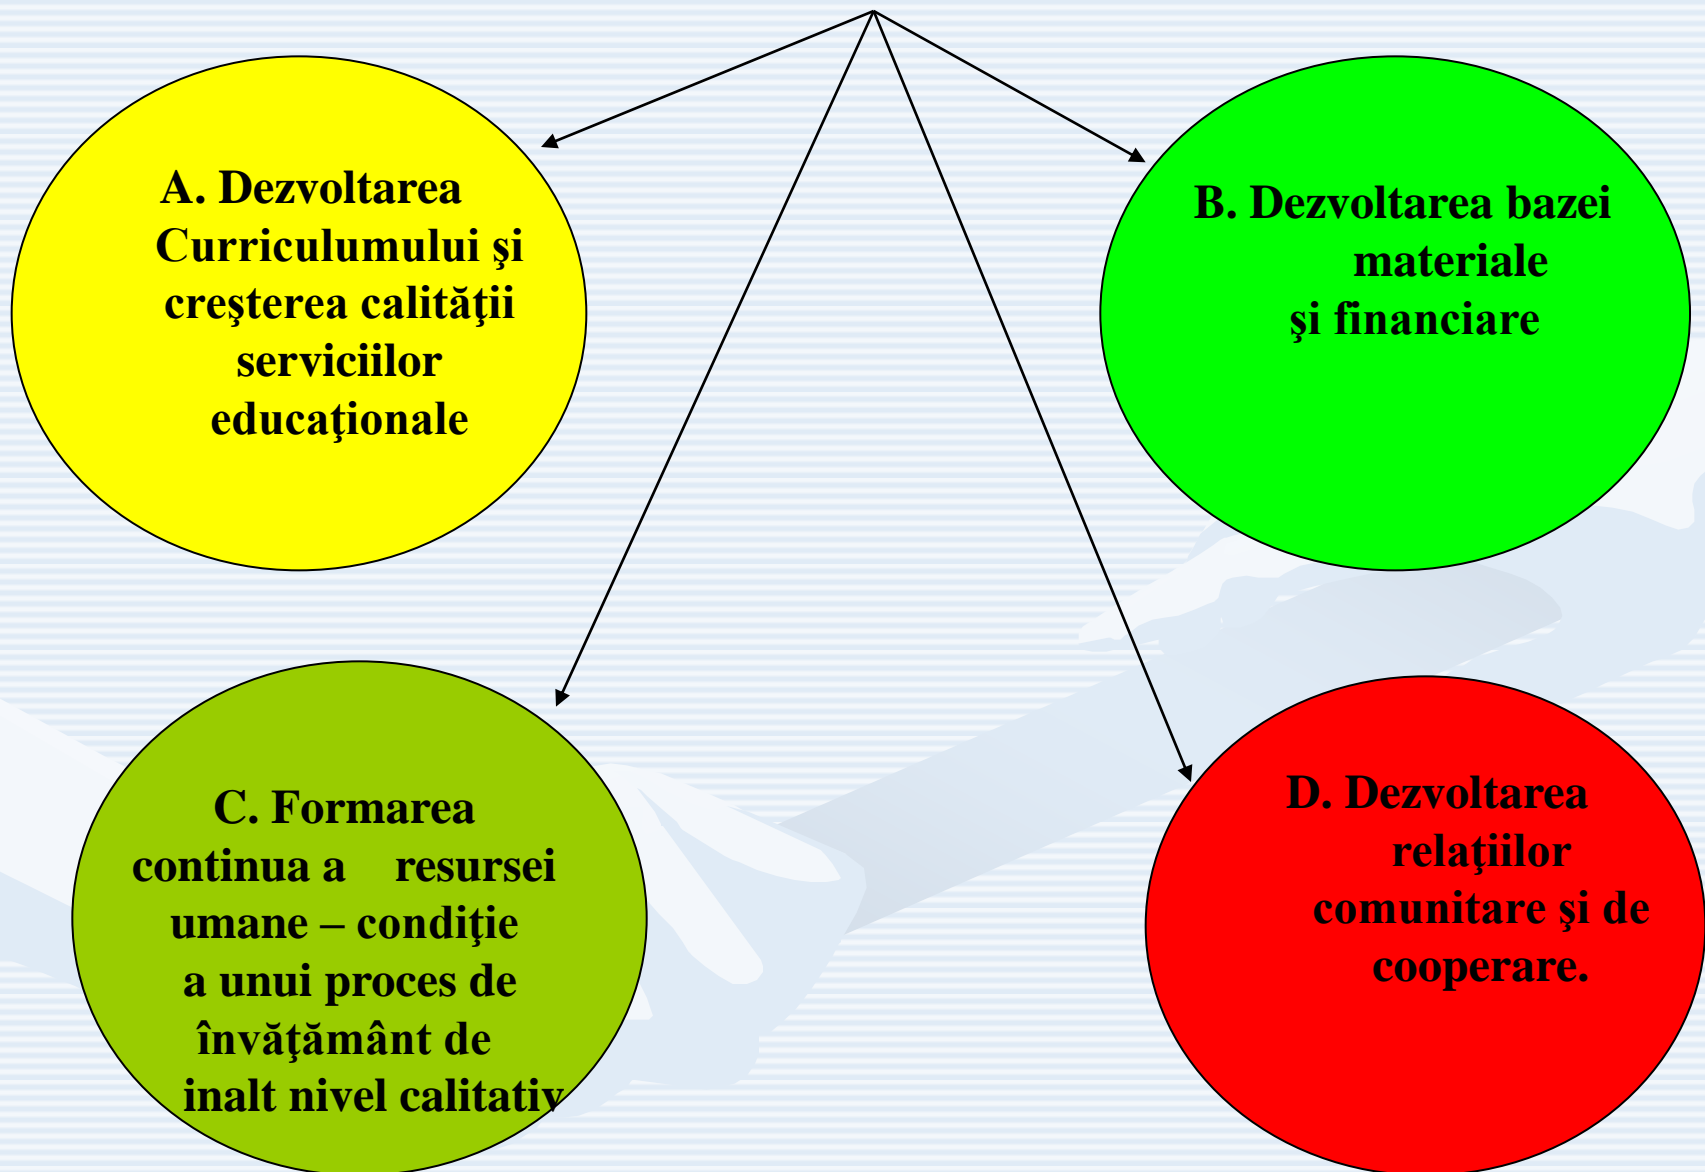 A. Dezvoltarea
Curriculumului şi
creşterea calităţii
serviciilor
educaţionale
B. Dezvoltarea bazei
materiale
şi financiare
C. Formarea
continua a resursei
umane – condiţie
a unui proces de
învăţământ de
inalt nivel calitativ
D. Dezvoltarea
relaţiilor
comunitare şi de
cooperare.